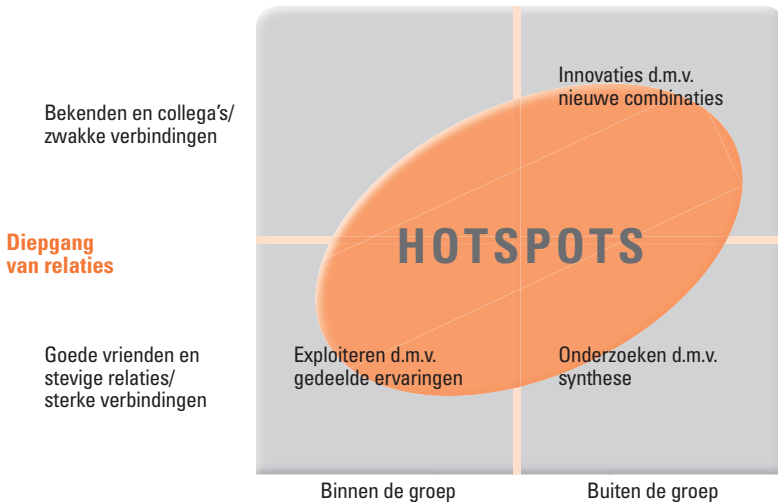 Innovaties d.m.v.
nieuwe combinaties
Bekenden en collega's/
zwakke verbindingen
Diepgang
van relaties
HOTSPOTS
Goede vrienden en
stevige relaties/
sterke verbindingen
Exploiteren d.m.v.
gedeelde ervaringen
Onderzoeken d.m.v.
synthese
Binnen de groep
Buiten de groep